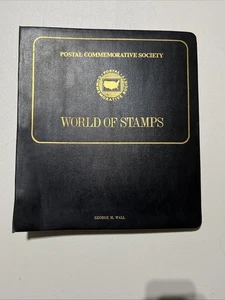 POSTAL COMMEMORATIVE SOCIETY
WORLD OF STAMPS
GEORGE H. WALL